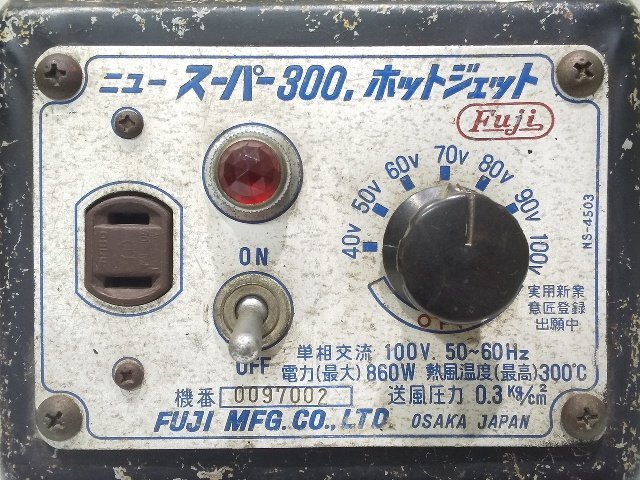 ニュー スーパー300, ホットジェット
Fuji
40V 50V 60V 70V 80V 90V 100V
NS-4503
ON
OFF
実用新業
意匠登録
出願中
単相交流 100V. 50~60Hz
電力(最大) 860W 熱風温度(最高)300℃
機番 0097002 送風圧力 0.3 Kg/cm²
FUJI MFG. CO., LTD. OSAKA JAPAN